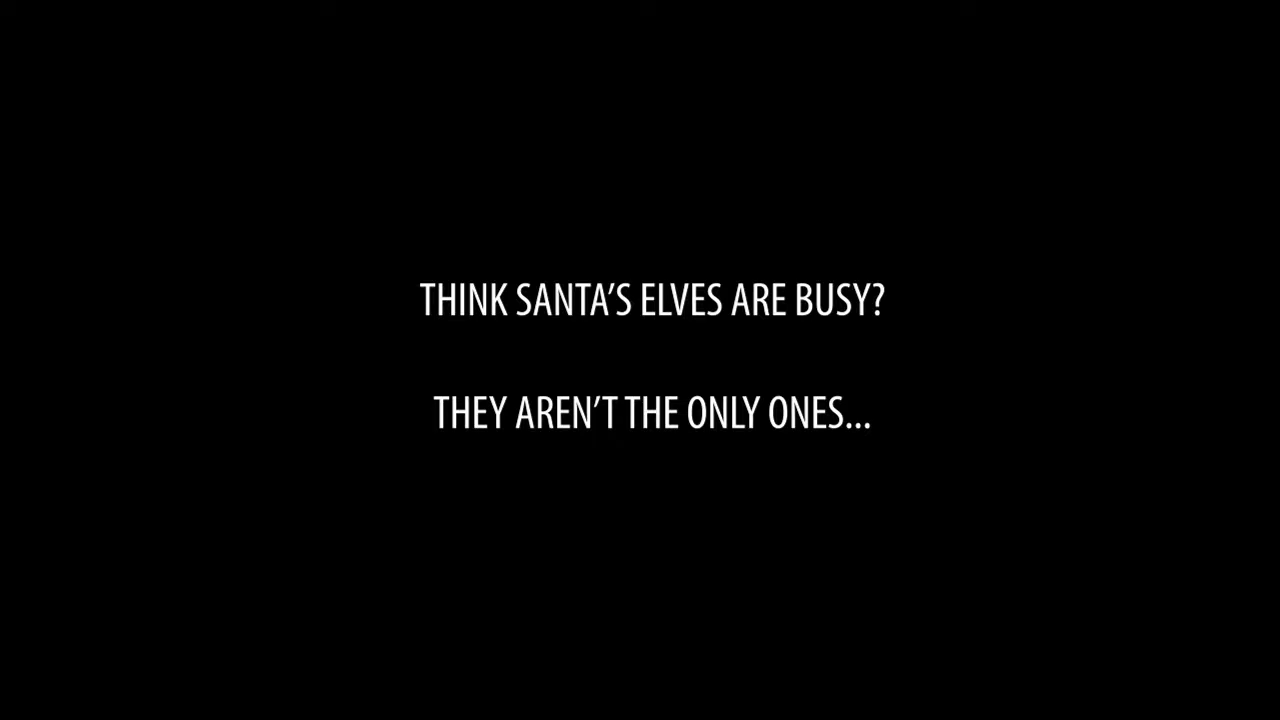 THINK SANTA’S ELVES ARE BUSY?
THEY AREN’T THE ONLY ONES...